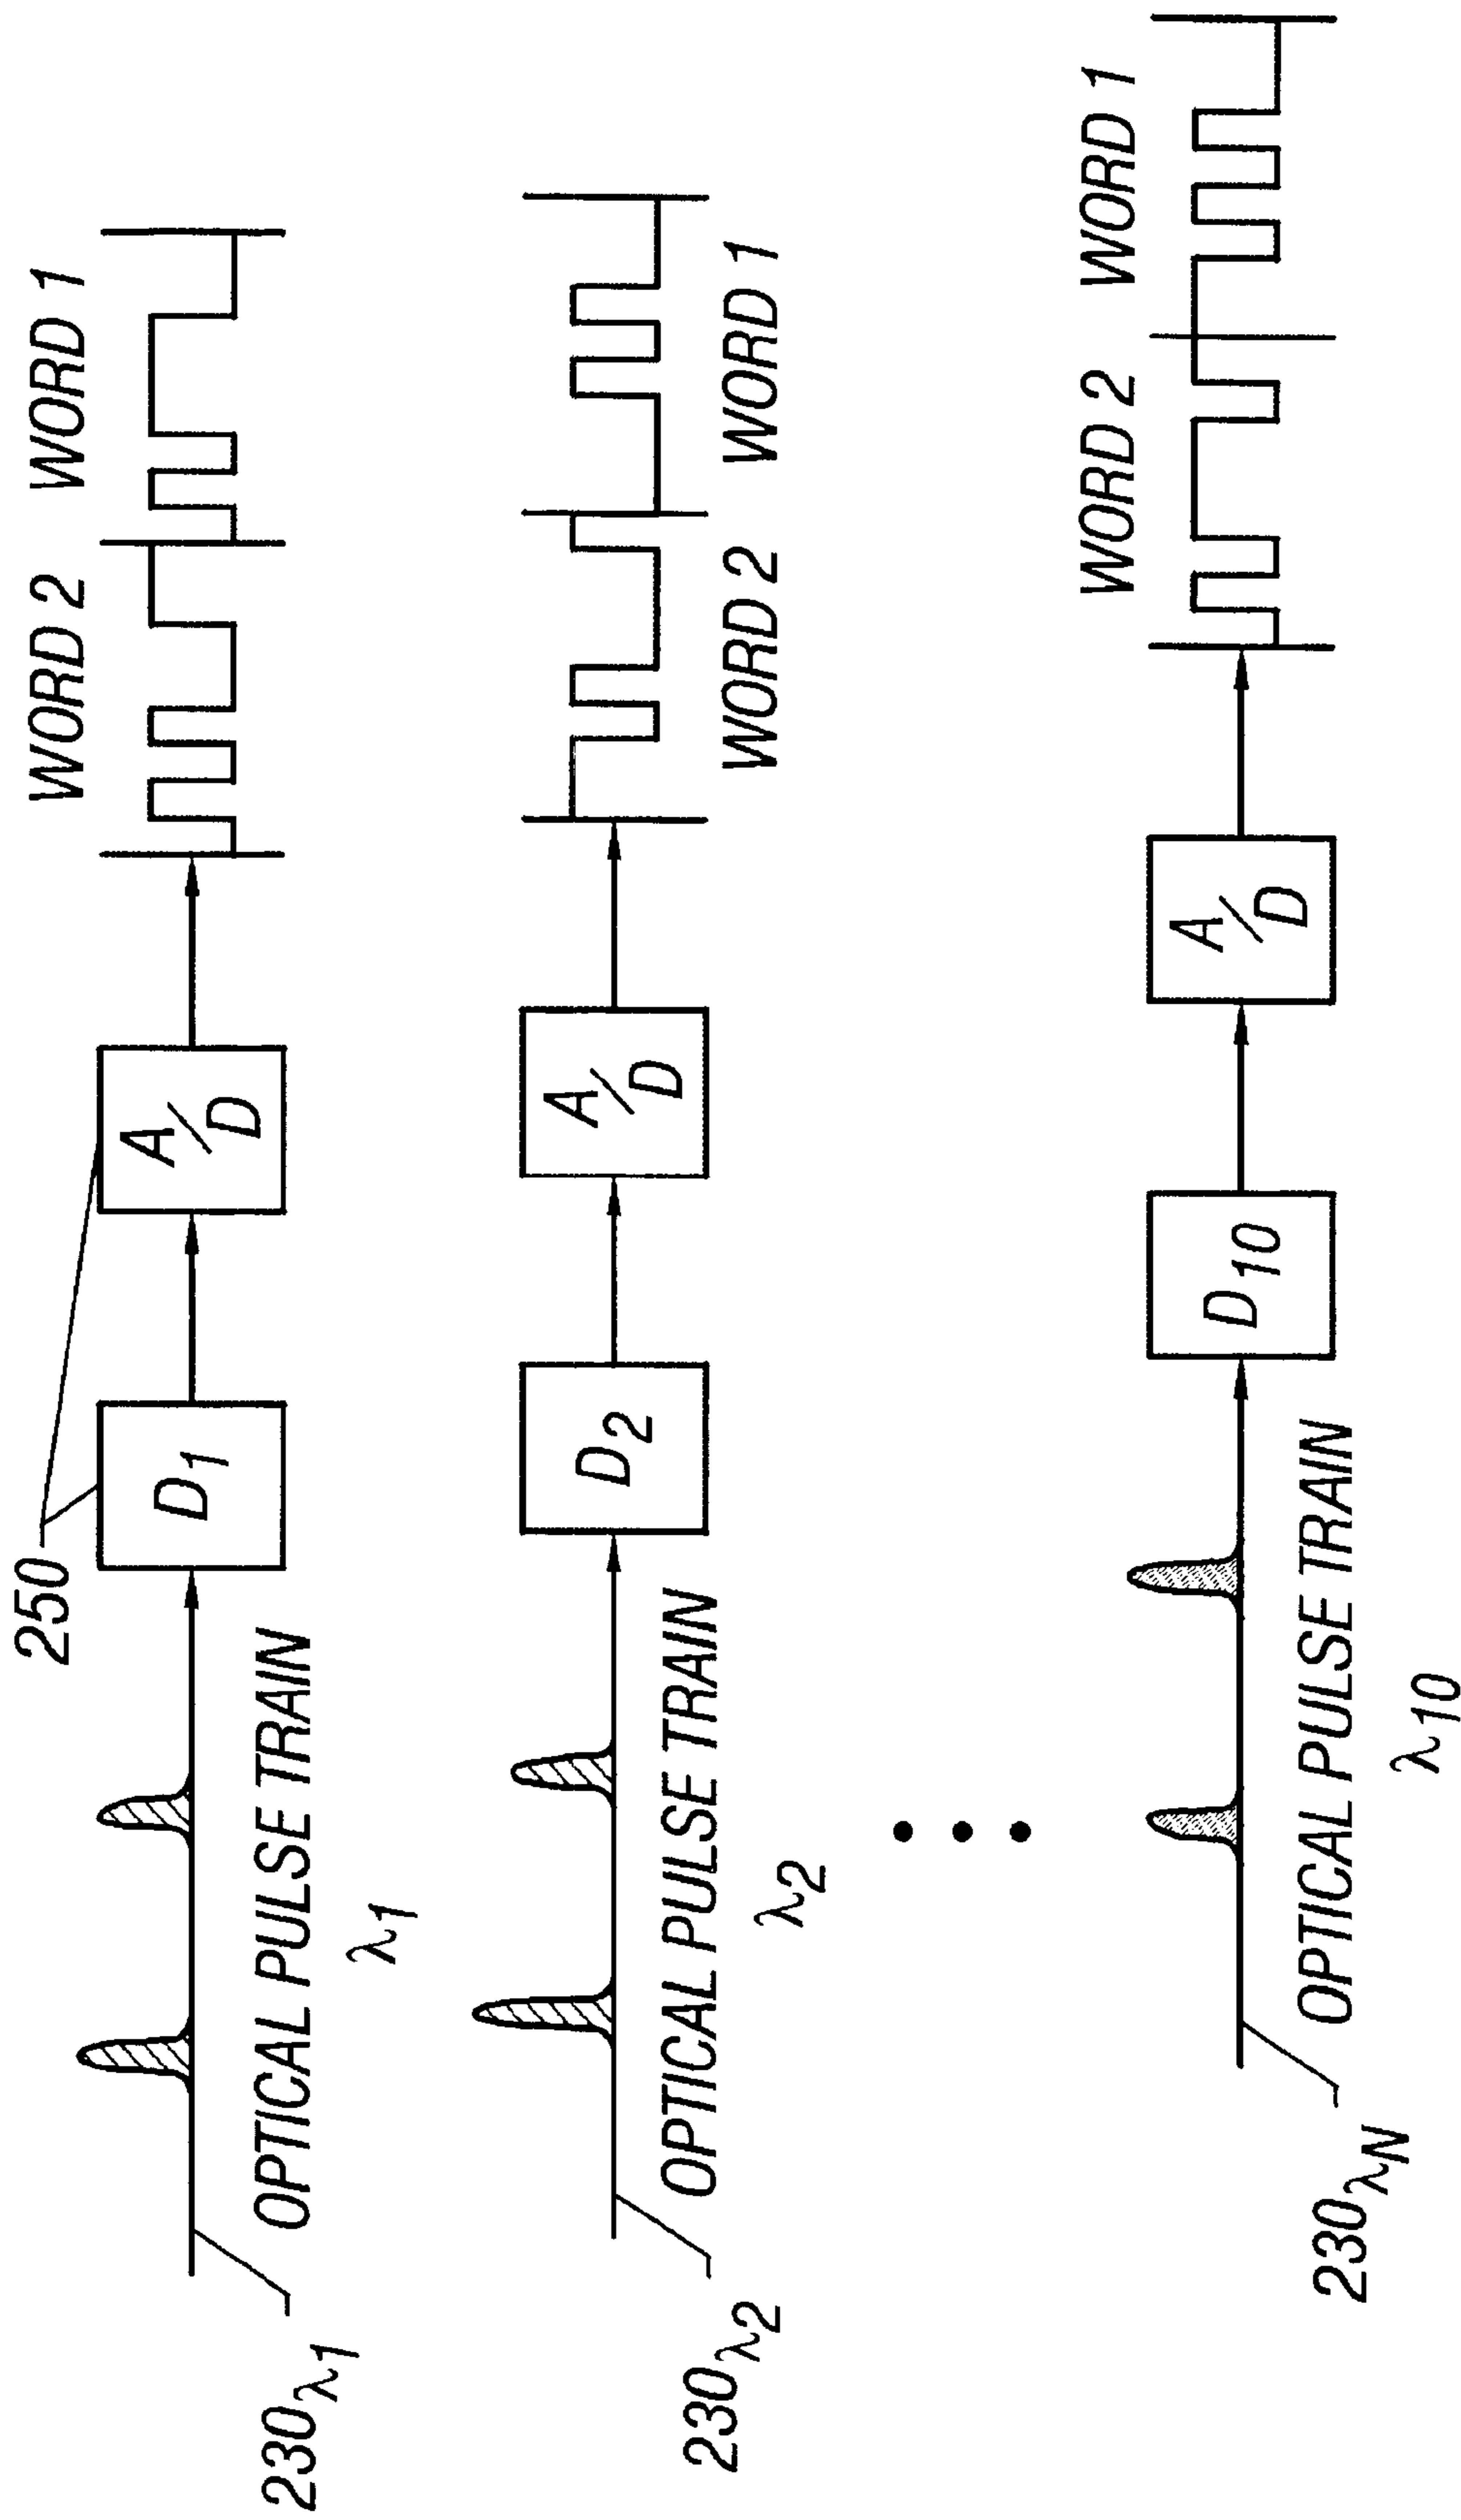 250
WORD 2 WORD 1
D1
A/D
OPTICAL PULSE TRAIN
λ1
230λ1
D2
A/D
WORD 2 WORD 1
OPTICAL PULSE TRAIN
λ2
230λ2
WORD 2 WORD 1
D10
A/D
OPTICAL PULSE TRAIN
λ10
230λN